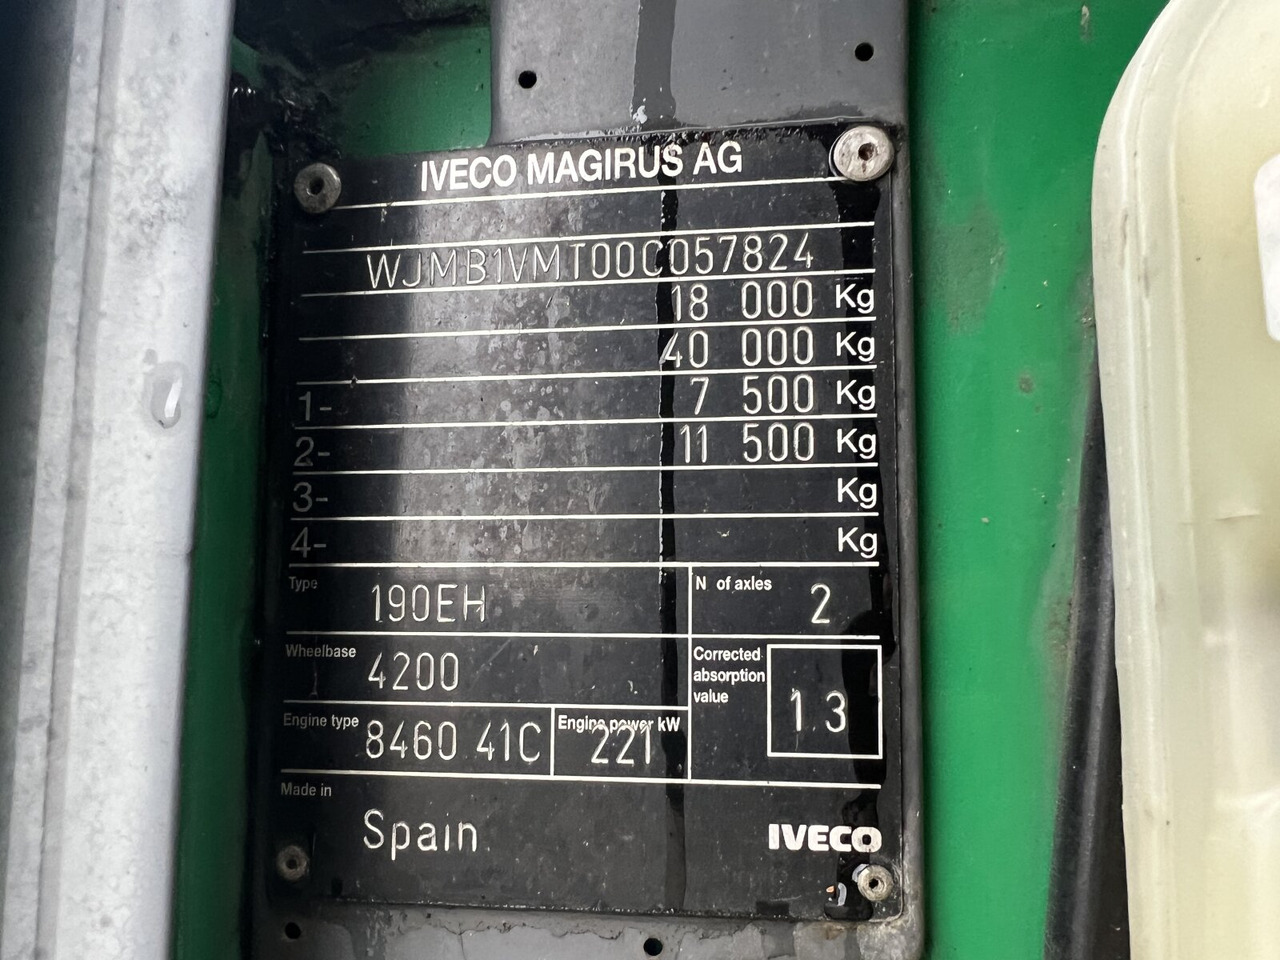 IVECO MAGIRUS AG
WJMB1VMT00C057824
18 000 Kg
40 000 Kg
1- 7 500 Kg
2- 11 500 Kg
3- Kg
4- Kg
Type 190EH N of axles 2
Wheelbase 4200
Corrected absorption value 1.3
Engine type 8460 41C Engine power kW 221
Made in Spain
IVECO